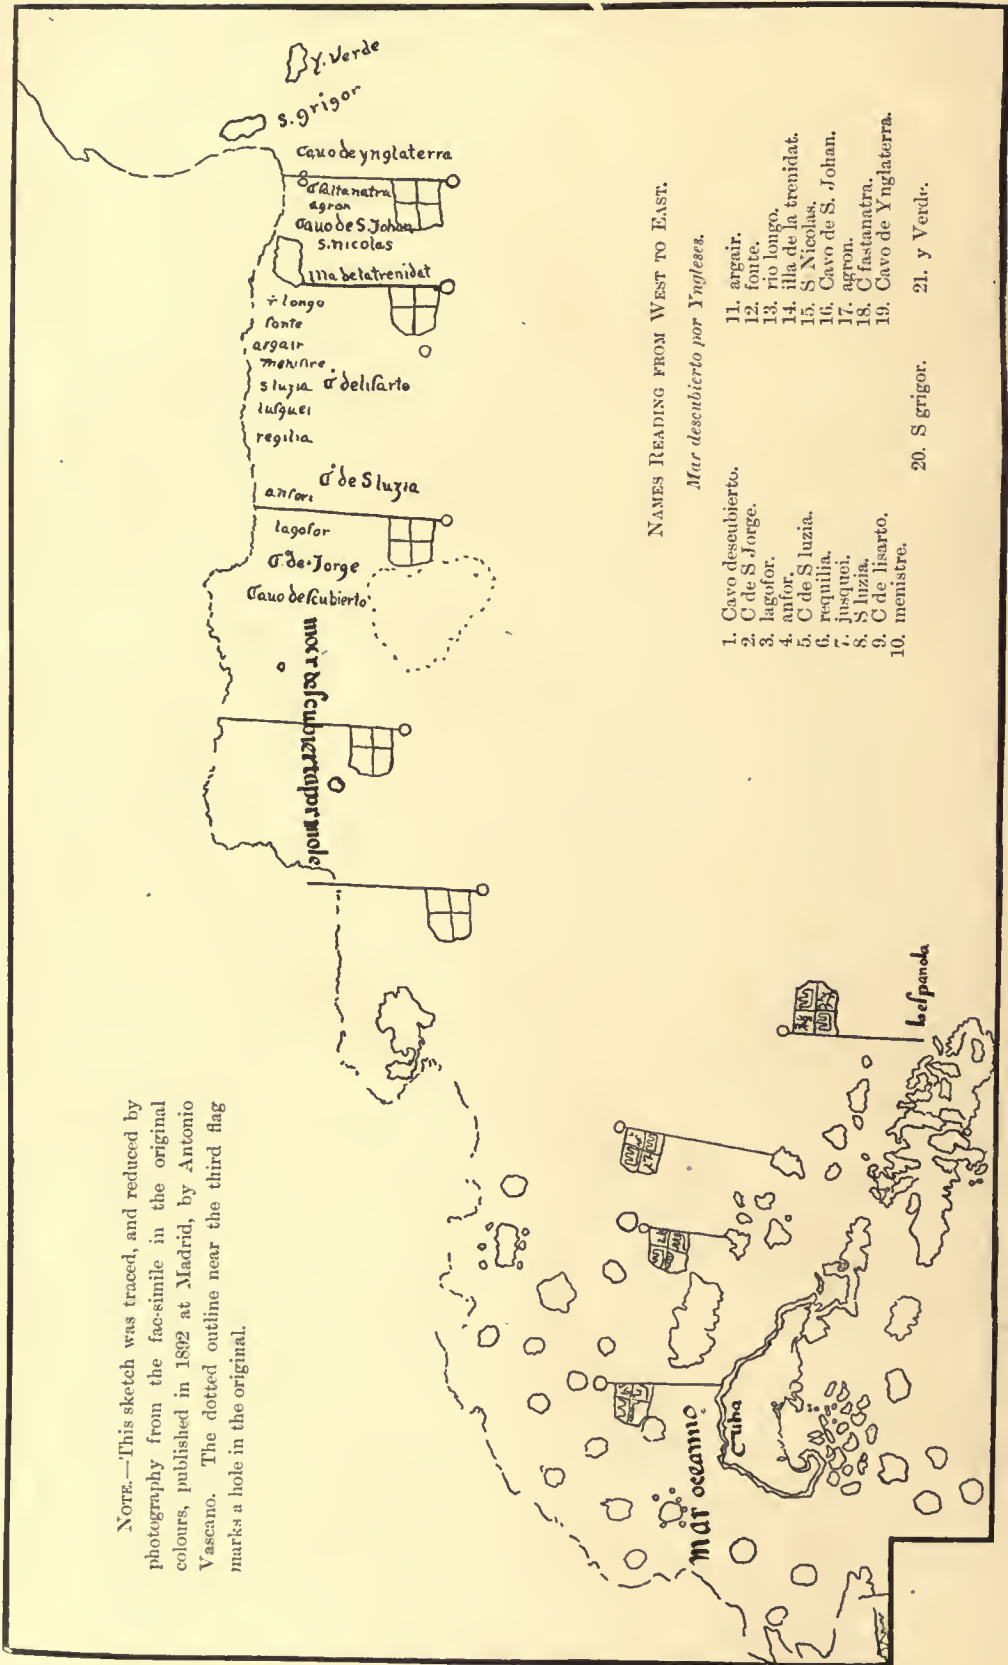 NOTE.—This sketch was traced, and reduced by
photography from the fac-simile in the original
colours, published in 1892 at Madrid, by Antonio
Vascano. The dotted outline near the third flag
marks a hole in the original.
y. verde
s. grigor
Cauo de ynglaterra
agron
Cauo de S. Johan
s. nicolas
illa de la trenidat
r longo
fonte
argair
menistre
s luzia
C de lisarto
lusquei
regilia
C de S luzia
anfori
lagofor
C. de Jorge
Cauo descubierto
mar descubierta por
mar oceanno
Cuba
la espanola
NAMES READING FROM WEST TO EAST.
Mar descubierto por Yngleses.
1. Cavo descubierto.
2. C de S Jorge.
3. lagofor.
4. anfor.
5. C de S luzia.
6. requilia.
7. jusquei.
8. S luzia.
9. C de lisarto.
10. menistre.
11. argair.
12. foute.
13. rio longo.
14. illa de la trenidat.
15. S Nicolas.
16. Cavo de S. Johan.
17. agron.
18. C fastanatra.
19. Cavo de Ynglaterra.
20. S grigor.
21. y Verde.